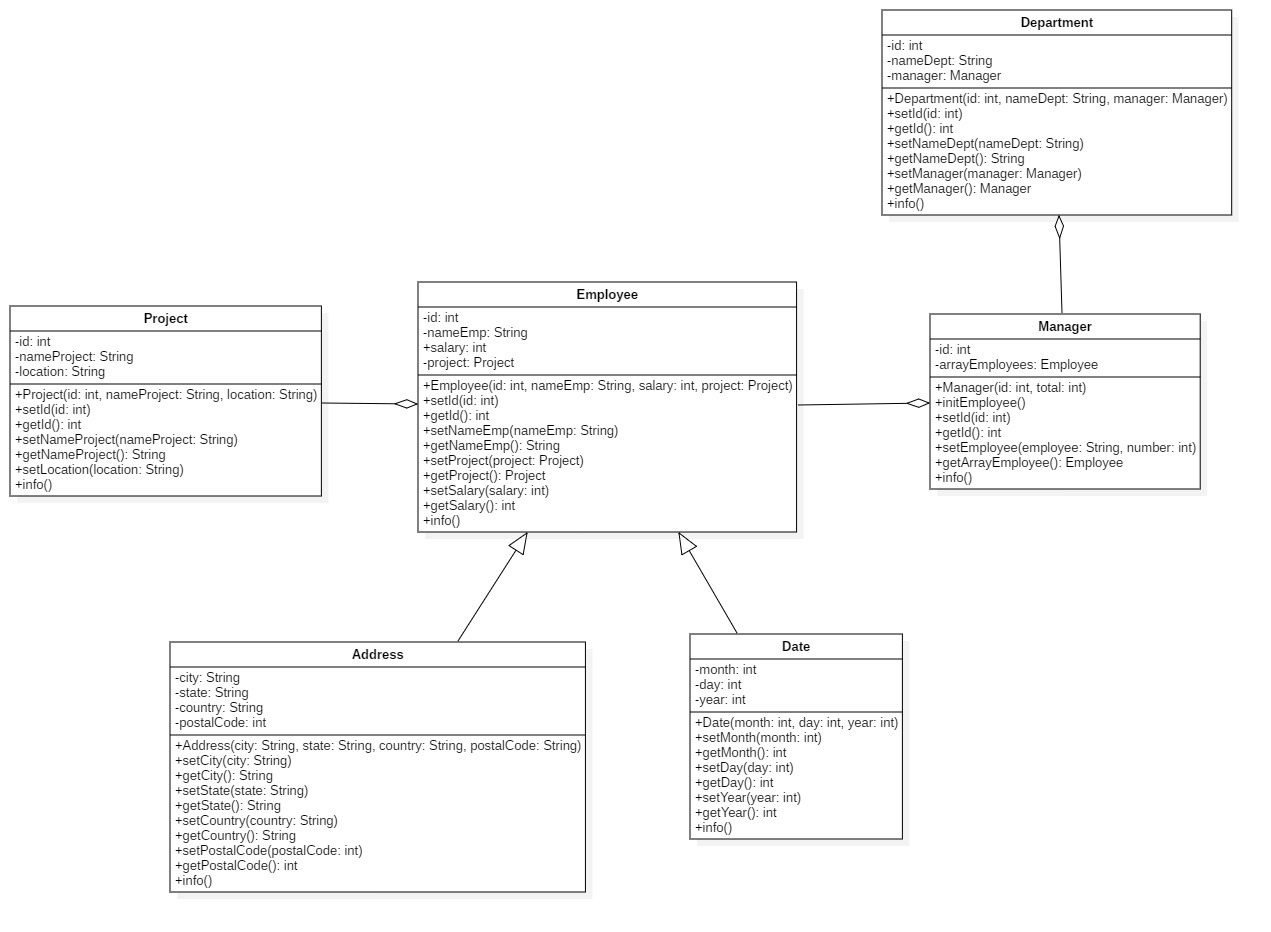 Department
-id: int
-nameDept: String
-manager: Manager
+Department(id: int, nameDept: String, manager: Manager)
+setId(id: int)
+getId(): int
+setNameDept(nameDept: String)
+getNameDept(): String
+setManager(manager: Manager)
+getManager(): Manager
+info()
Project
-id: int
-nameProject: String
-location: String
+Project(id: int, nameProject: String, location: String)
+setId(id: int)
+getId(): int
+setNameProject(nameProject: String)
+getNameProject(): String
+setLocation(location: String)
+info()
Employee
-id: int
-nameEmp: String
+salary: int
-project: Project
+Employee(id: int, nameEmp: String, salary: int, project: Project)
+setId(id: int)
+getId(): int
+setNameEmp(nameEmp: String)
+getNameEmp(): String
+setProject(project: Project)
+getProject(): Project
+setSalary(salary: int)
+getSalary(): int
+info()
Manager
-id: int
-arrayEmployees: Employee
+Manager(id: int, total: int)
+initEmployee()
+setId(id: int)
+getId(): int
+setEmployee(employee: String, number: int)
+getArrayEmployee(): Employee
+info()
Address
-city: String
-state: String
-country: String
-postalCode: int
+Address(city: String, state: String, country: String, postalCode: String)
+setCity(city: String)
+getCity(): String
+setState(state: String)
+getState(): String
+setCountry(country: String)
+getCountry(): String
+setPostalCode(postalCode: int)
+getPostalCode(): int
+info()
Date
-month: int
-day: int
-year: int
+Date(month: int, day: int, year: int)
+setMonth(month: int)
+getMonth(): int
+setDay(day: int)
+getDay(): int
+setYear(year: int)
+getYear(): int
+info()